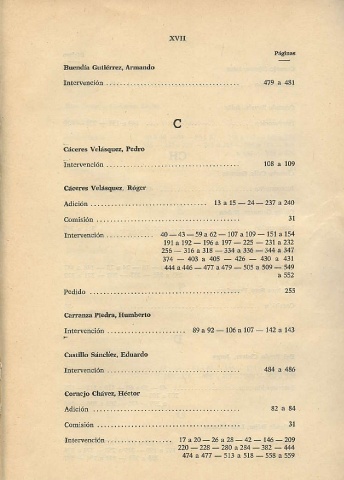 XVII
Páginas
Buendía Gutiérrez, Armando
Intervención ........................................ 479 a 481
C
Cáceres Velásquez, Pedro
Intervención ........................................ 108 a 109
Cáceres Velásquez, Róger
Adición .................................. 13 a 15 — 24 — 237 a 240
Comisión ........................................ 31
Intervención ........................ 40 — 43 — 59 a 62 — 107 a 109 — 151 a 154
191 a 192 — 196 a 197 — 225 — 231 a 232
256 — 316 a 318 — 334 a 336 — 344 a 347
374 — 403 a 405 — 426 — 430 a 431
444 a 446 — 477 a 479 — 505 a 509 — 549
a 552
Pedido ........................................ 255
Carranza Piedra, Humberto
Intervención ........................ 89 a 92 — 106 a 107 — 142 a 143
Castillo Sánchez, Eduardo
Intervención ........................................ 484 a 486
Cornejo Chávez, Héctor
Adición ........................................ 82 a 84
Comisión ........................................ 31
Intervención ........................ 17 a 20 — 26 a 28 — 42 — 146 — 209
220 — 228 — 280 a 284 — 382 — 444
474 a 477 — 513 a 518 — 558 a 559